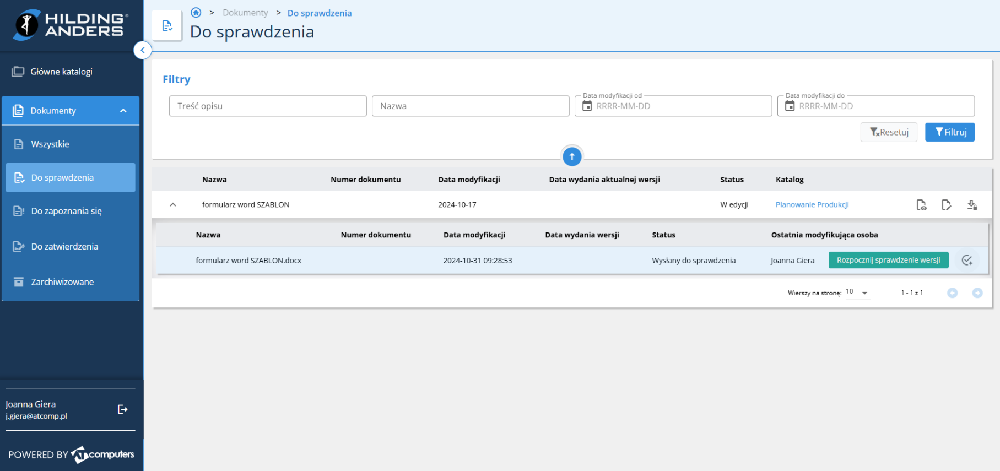 HILDING®
ANDERS
> Dokumenty > Do sprawdzenia
Do sprawdzenia
Główne katalogi
Dokumenty
Wszystkie
Do sprawdzenia
Do zapoznania się
Do zatwierdzenia
Zarchiwizowane
Joanna Giera
j.giera@atcomp.pl
POWERED BY ATcomputers
Filtry
Treść opisu
Nazwa
Data modyfikacji od
RRRR-MM-DD
Data modyfikacji do
RRRR-MM-DD
Resetuj
Filtruj
Nazwa Numer dokumentu Data modyfikacji Data wydania aktualnej wersji Status Katalog
formularz word SZABLON 2024-10-17 W edycji Planowanie Produkcji
Nazwa Numer dokumentu Data modyfikacji Data wydania wersji Status Ostatnia modyfikująca osoba
formularz word SZABLON.docx 2024-10-31 09:28:53 Wysłany do sprawdzenia Joanna Giera Rozpocznij sprawdzenie wersji
Wierszy na stronę: 10 1 - 1 z 1